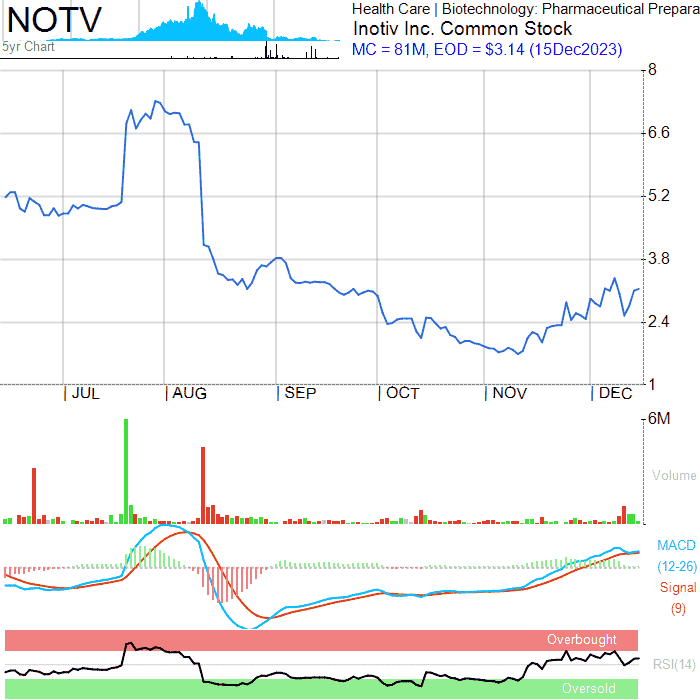 NOTV
5yr Chart
Health Care | Biotechnology: Pharmaceutical Prepara
Inotiv Inc. Common Stock
MC = 81M, EOD = $3.14 (15Dec2023)
8
6.6
5.2
3.8
2.4
1
| JUL | AUG | SEP | OCT | NOV | DEC
6M
Volume
MACD
(12-26)
Signal
(9)
Overbought
RSI(14)
Oversold